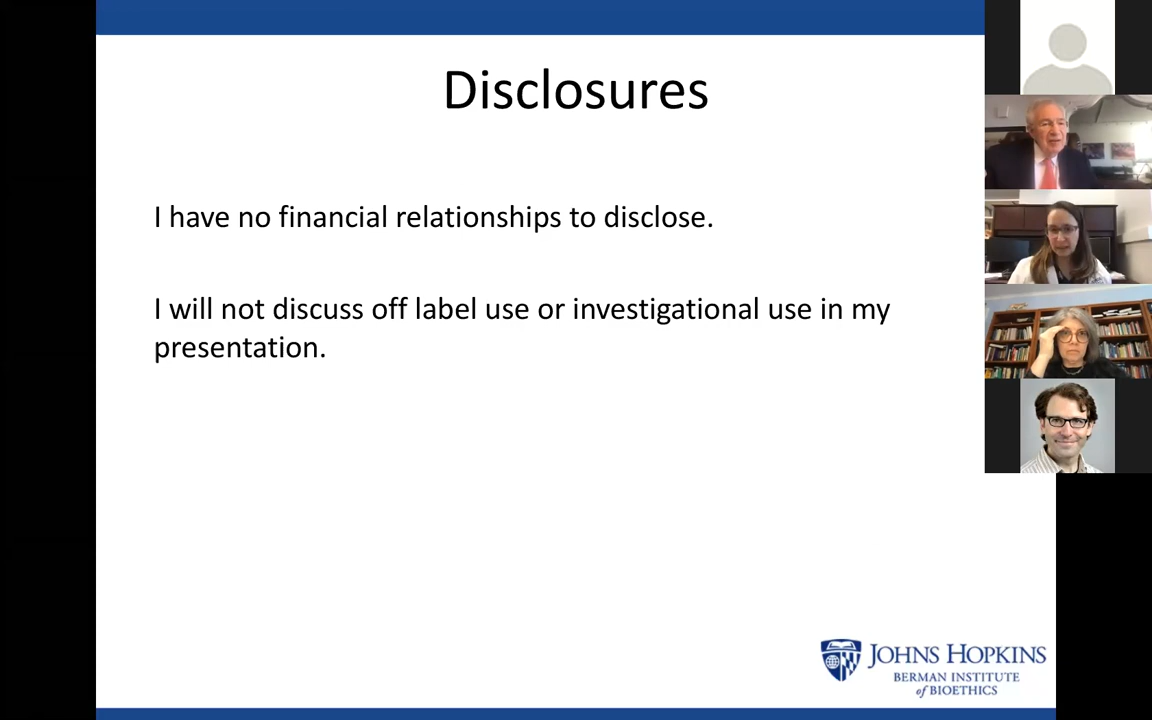 Disclosures
I have no financial relationships to disclose.
I will not discuss off label use or investigational use in my
presentation.
JOHNS HOPKINS
BERMAN INSTITUTE
of BIOETHICS